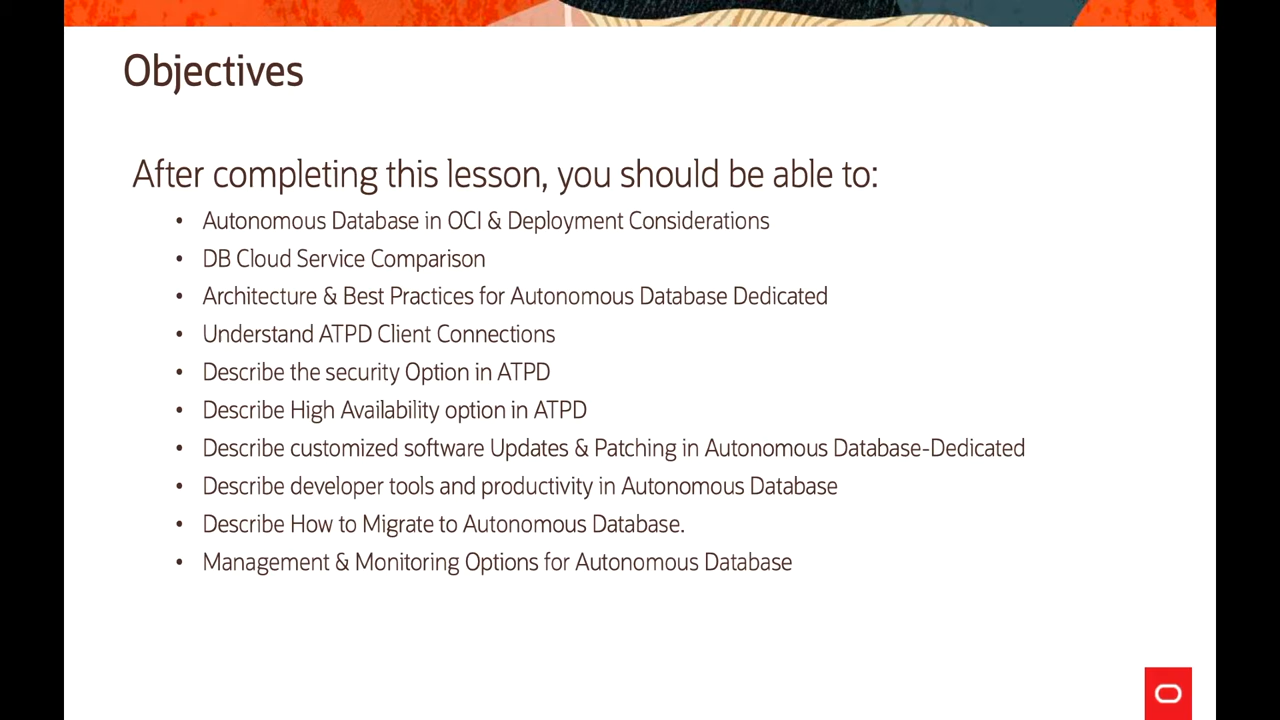 Objectives
After completing this lesson, you should be able to:
• Autonomous Database in OCI & Deployment Considerations
• DB Cloud Service Comparison
• Architecture & Best Practices for Autonomous Database Dedicated
• Understand ATPD Client Connections
• Describe the security Option in ATPD
• Describe High Availability option in ATPD
• Describe customized software Updates & Patching in Autonomous Database-Dedicated
• Describe developer tools and productivity in Autonomous Database
• Describe How to Migrate to Autonomous Database.
• Management & Monitoring Options for Autonomous Database